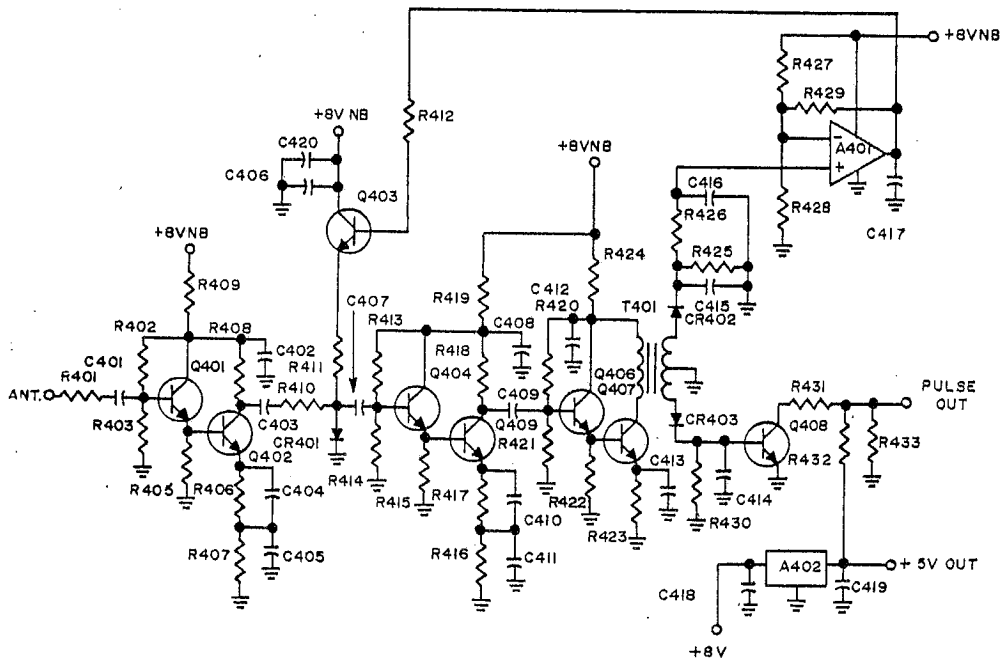 +8VNB
R427
R429
R412
+8V NB
C420
A401
-
+
+8VNB
C406
Q403
C416
R426
R428
C417
+8VNB
R424
R425
R409
C407
R419
C412
R420
T401
C415
CR402
R402
R408
R413
C408
C401
Q401
C402
R411
R418
Q404
Q406
R401
R410
C409
Q407
R431
PULSE OUT
ANT.
C403
CR403
Q408
R403
CR401
Q409
R421
R432
R433
Q402
R414
C413
R405
R406
C404
R415
R417
R422
C414
C410
R430
R407
C405
R416
C411
R423
A402
+ 5V OUT
C418
C419
+8V